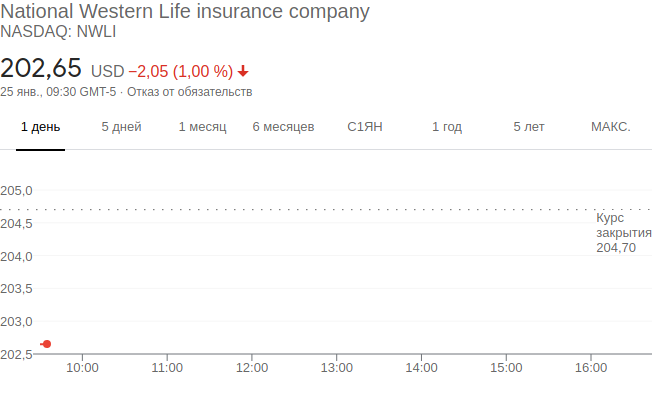 National Western Life insurance company
NASDAQ: NWLI
202,65 USD −2,05 (1,00 %)
25 янв., 09:30 GMT-5 · Отказ от обязательств
1 день 5 дней 1 месяц 6 месяцев С1ЯН 1 год 5 лет МАКС.
205,0
204,5
204,0
203,5
203,0
202,5
Курс
закрытия
204,70
10:00 11:00 12:00 13:00 14:00 15:00 16:00